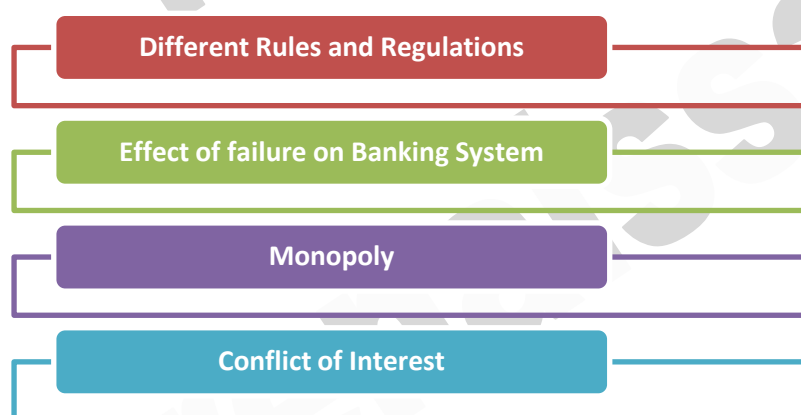 Different Rules and Regulations
Effect of failure on Banking System
Monopoly
Conflict of Interest